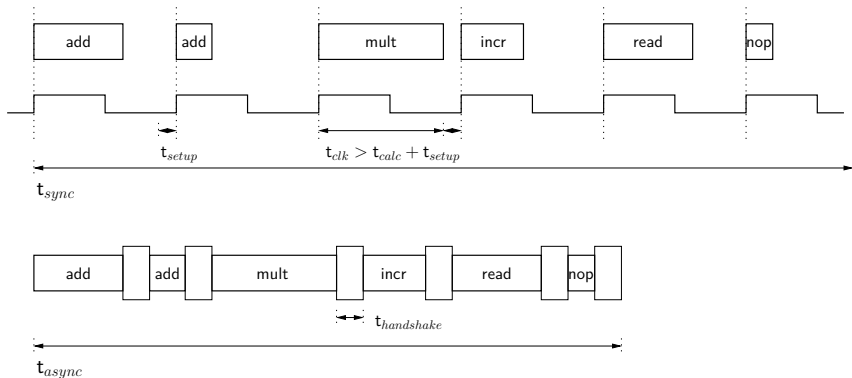 add add mult incr read nop
t_setup t_clk > t_calc + t_setup
t_sync
add add mult incr read nop
t_handshake
t_async